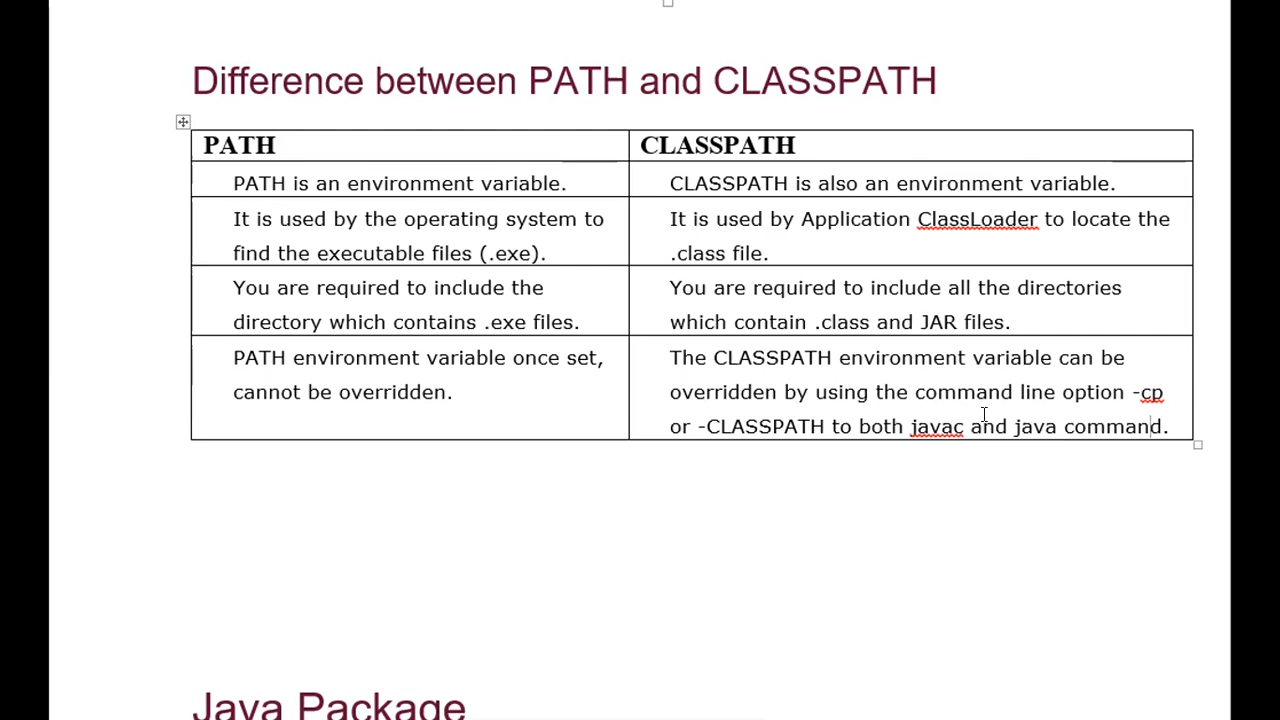 Difference between PATH and CLASSPATH
PATH
CLASSPATH
PATH is an environment variable.
CLASSPATH is also an environment variable.
It is used by the operating system to
find the executable files (.exe).
It is used by Application ClassLoader to locate the
.class file.
You are required to include the
directory which contains .exe files.
You are required to include all the directories
which contain .class and JAR files.
PATH environment variable once set,
cannot be overridden.
The CLASSPATH environment variable can be
overridden by using the command line option -cp
or -CLASSPATH to both javac and java command.
Java Package